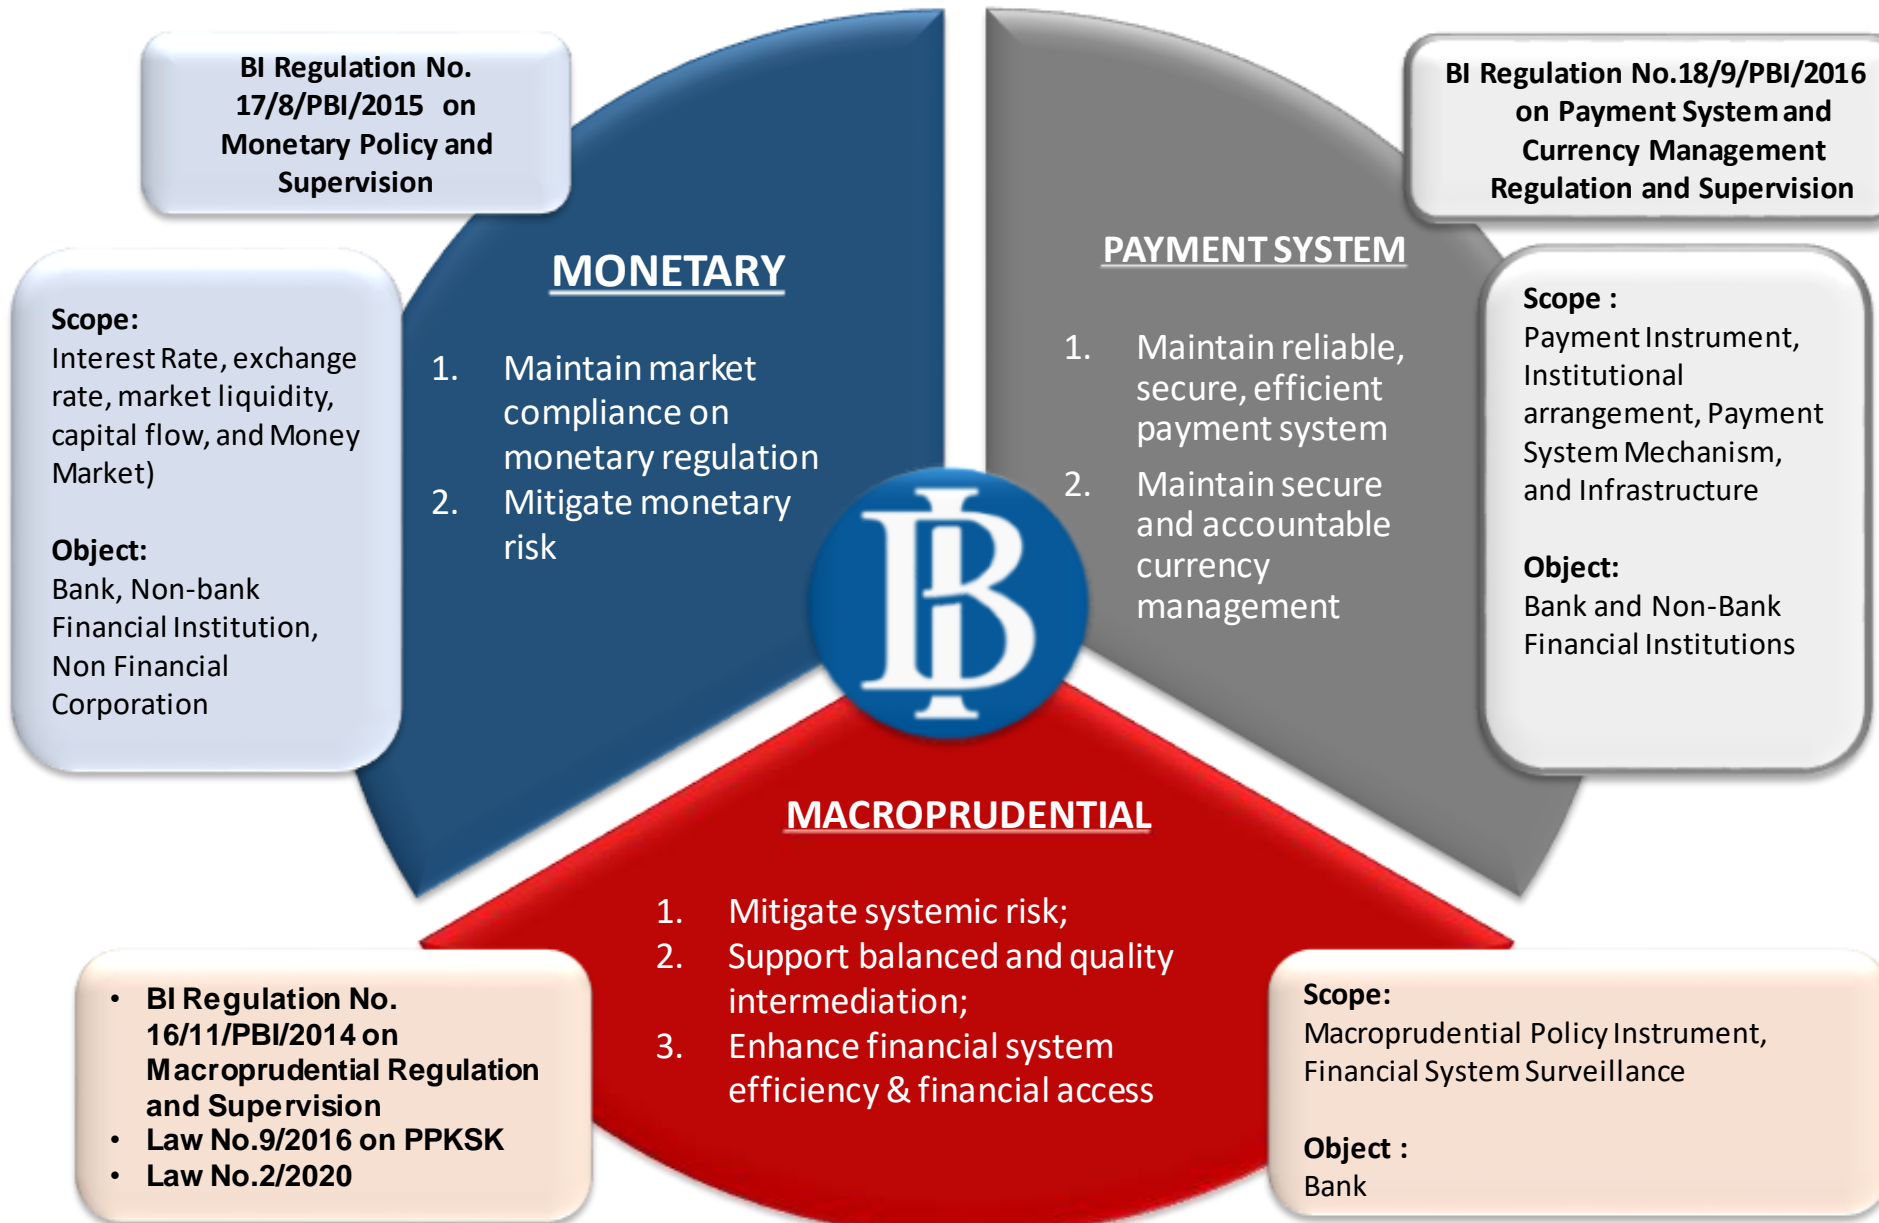 BI Regulation No.
17/8/PBI/2015 on
Monetary Policy and
Supervision
Scope:
Interest Rate, exchange
rate, market liquidity,
capital flow, and Money
Market)
Object:
Bank, Non-bank
Financial Institution,
Non Financial
Corporation
MONETARY
1. Maintain market
compliance on
monetary regulation
2. Mitigate monetary
risk
PAYMENT SYSTEM
1. Maintain reliable,
secure, efficient
payment system
2. Maintain secure
and accountable
currency
management
BI Regulation No.18/9/PBI/2016
on Payment System and
Currency Management
Regulation and Supervision
Scope :
Payment Instrument,
Institutional
arrangement, Payment
System Mechanism,
and Infrastructure
Object:
Bank and Non-Bank
Financial Institutions
BI
MACROPRUDENTIAL
1. Mitigate systemic risk;
2. Support balanced and quality
intermediation;
3. Enhance financial system
efficiency & financial access
• BI Regulation No.
16/11/PBI/2014 on
Macroprudential Regulation
and Supervision
• Law No.9/2016 on PPKSK
• Law No.2/2020
Scope:
Macroprudential Policy Instrument,
Financial System Surveillance
Object :
Bank